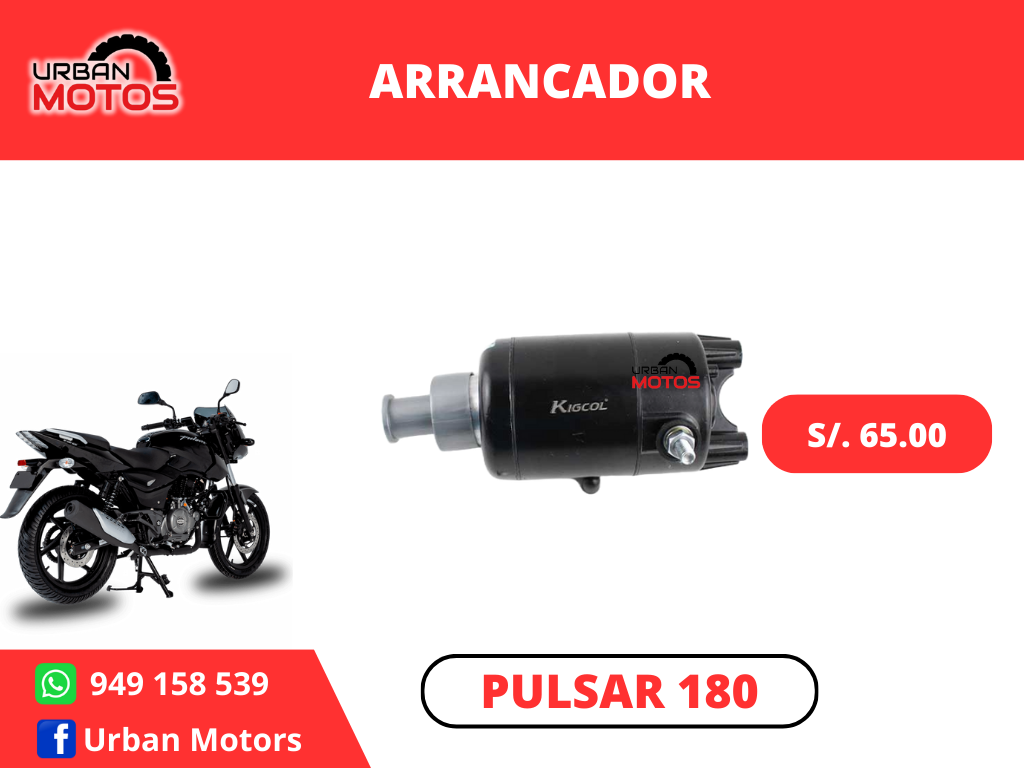 URBAN
MOTOS
ARRANCADOR
URBAN
MOTOS
KIGCOL
S/. 65.00
949 158 539
Urban Motors
PULSAR 180